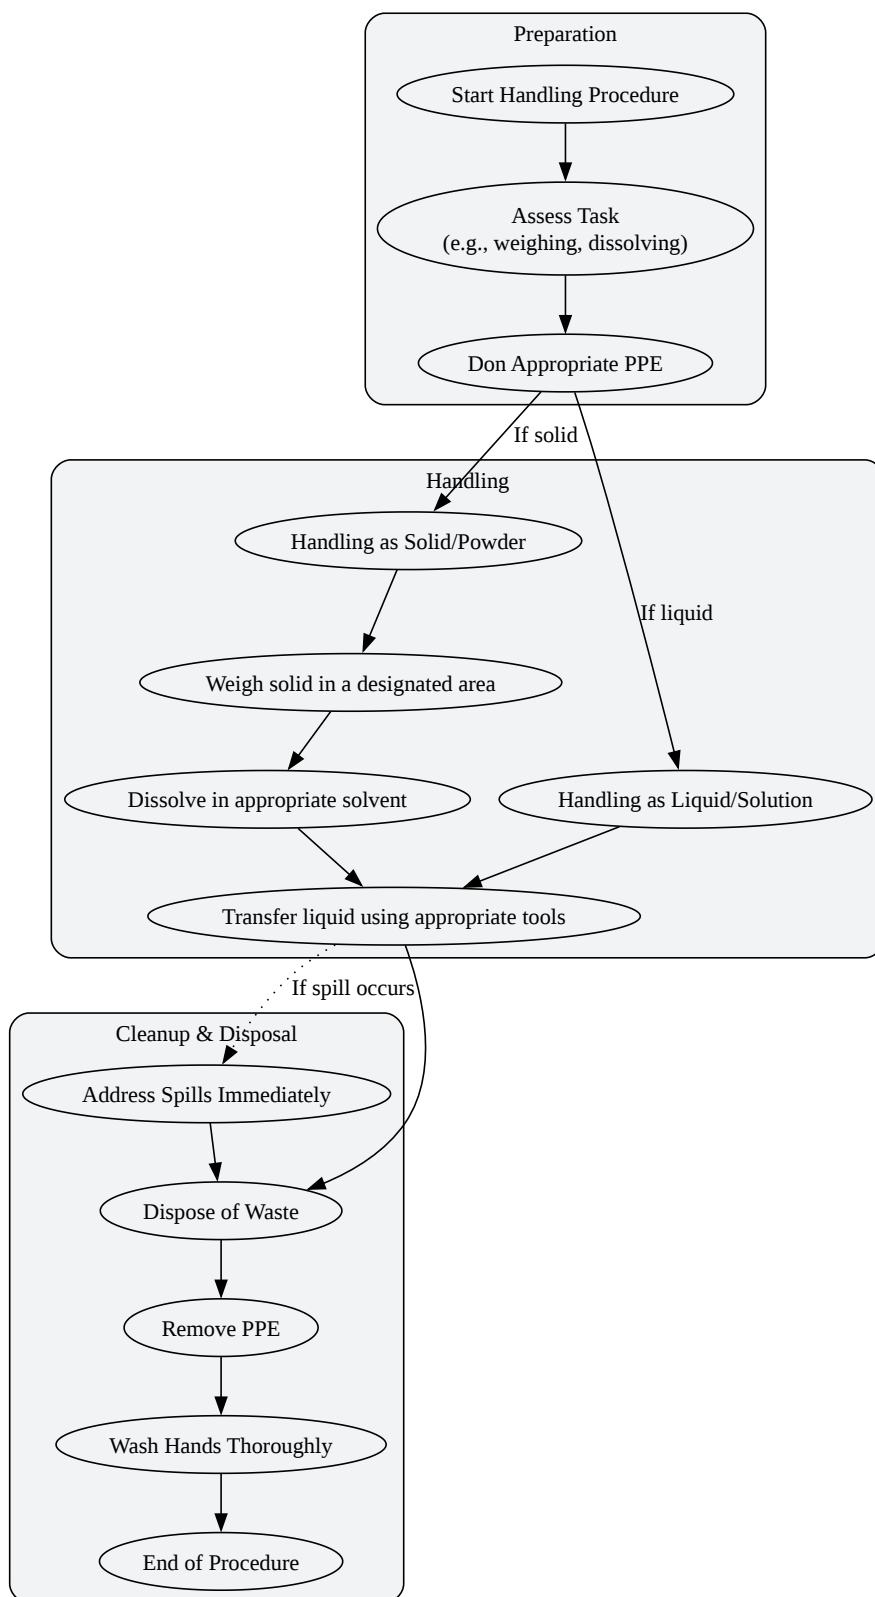 Preparation
Start Handling Procedure
Assess Task
(e.g., weighing, dissolving)
Don Appropriate PPE
If solid
Handling
Handling as Solid/Powder
If liquid
Weigh solid in a designated area
Dissolve in appropriate solvent
Handling as Liquid/Solution
Transfer liquid using appropriate tools
If spill occurs
Cleanup & Disposal
Address Spills Immediately
Dispose of Waste
Remove PPE
Wash Hands Thoroughly
End of Procedure